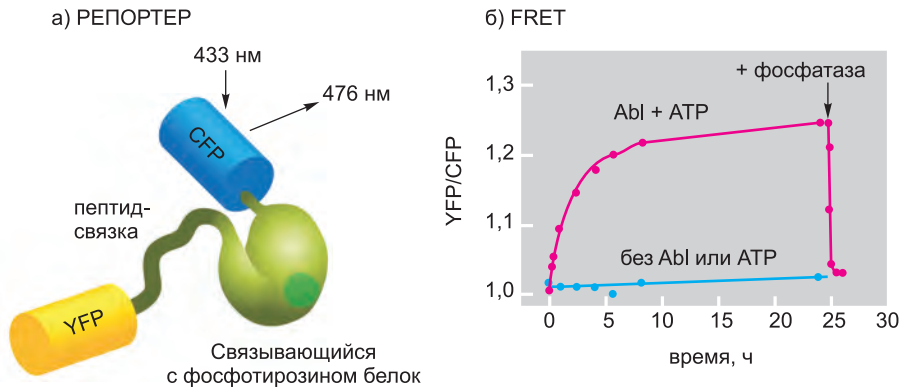 а) РЕПОРТЕР
433 нм
476 нм
CFP
пептид-
связка
YFP
Связывающийся
с фосфотирозином белок
б) FRET
+ фосфатаза
1,3
Abl + ATP
1,2
YFP/CFP
1,1
без Abl или ATP
1,0
0 5 10 15 20 25 30
время, ч